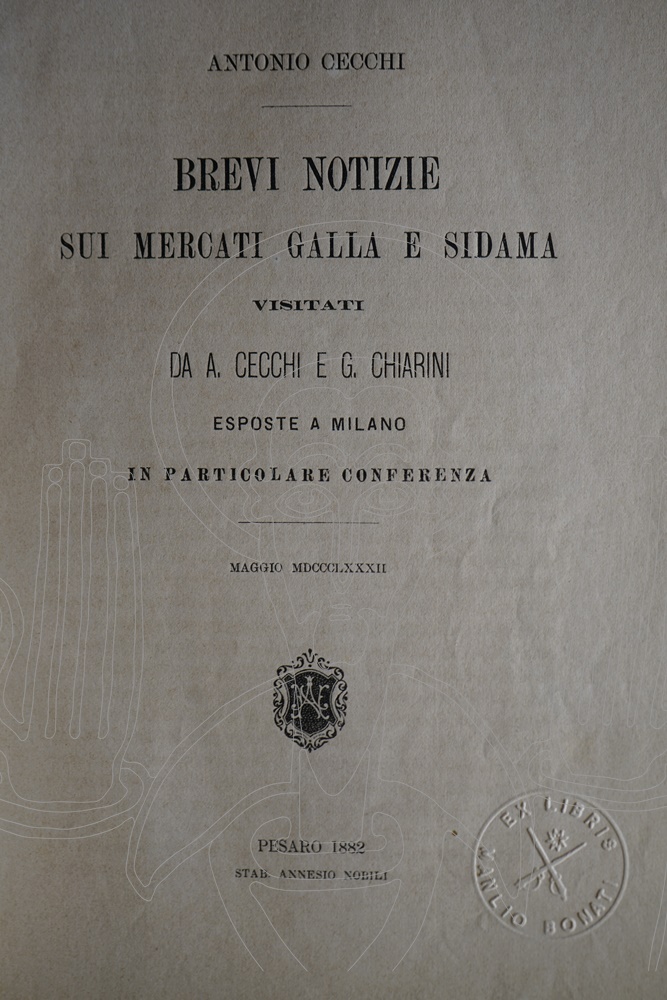 ANTONIO CECCHI
BREVI NOTIZIE
SUI MERCATI GALLA E SIDAMA
VISITATI
DA A. CECCHI E G. CHIARINI
ESPOSTE A MILANO
IN PARTICOLARE CONFERENZA
MAGGIO MDCCCLXXXII
PESARO 1882
STAB. ANNESIO NOBILI
EX LIBRIS
MANLIO BONATI